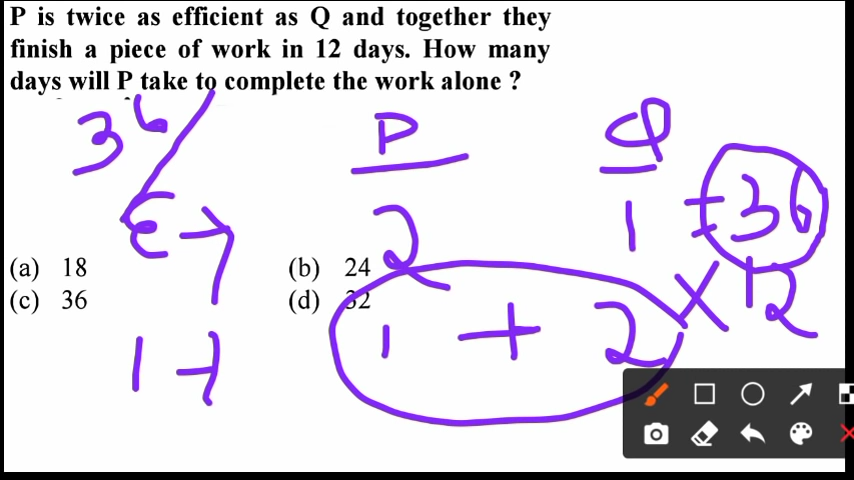 P is twice as efficient as Q and together they
finish a piece of work in 12 days. How many
days will P take to complete the work alone ?
36
P Q
2 1 = 36
(a) 18 (b) 24
(c) 36 (d) 32
1 + 2 × 12